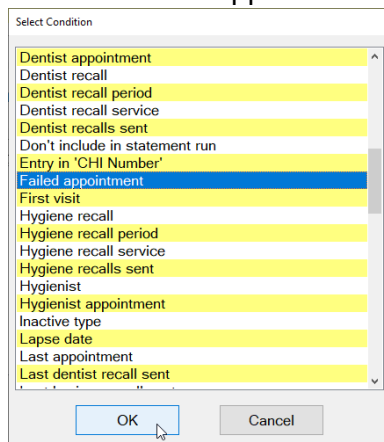 Select Condition
Dentist appointment
Dentist recall
Dentist recall period
Dentist recall service
Dentist recalls sent
Don't include in statement run
Entry in 'CHI Number'
Failed appointment
First visit
Hygiene recall
Hygiene recall period
Hygiene recall service
Hygiene recalls sent
Hygienist
Hygienist appointment
Inactive type
Lapse date
Last appointment
Last dentist recall sent
OK Cancel